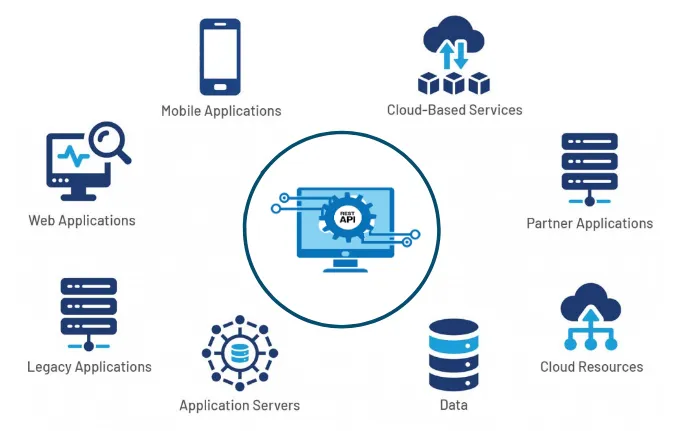 Mobile Applications
Cloud-Based Services
Web Applications
REST
API
Partner Applications
Legacy Applications
Cloud Resources
Application Servers
Data